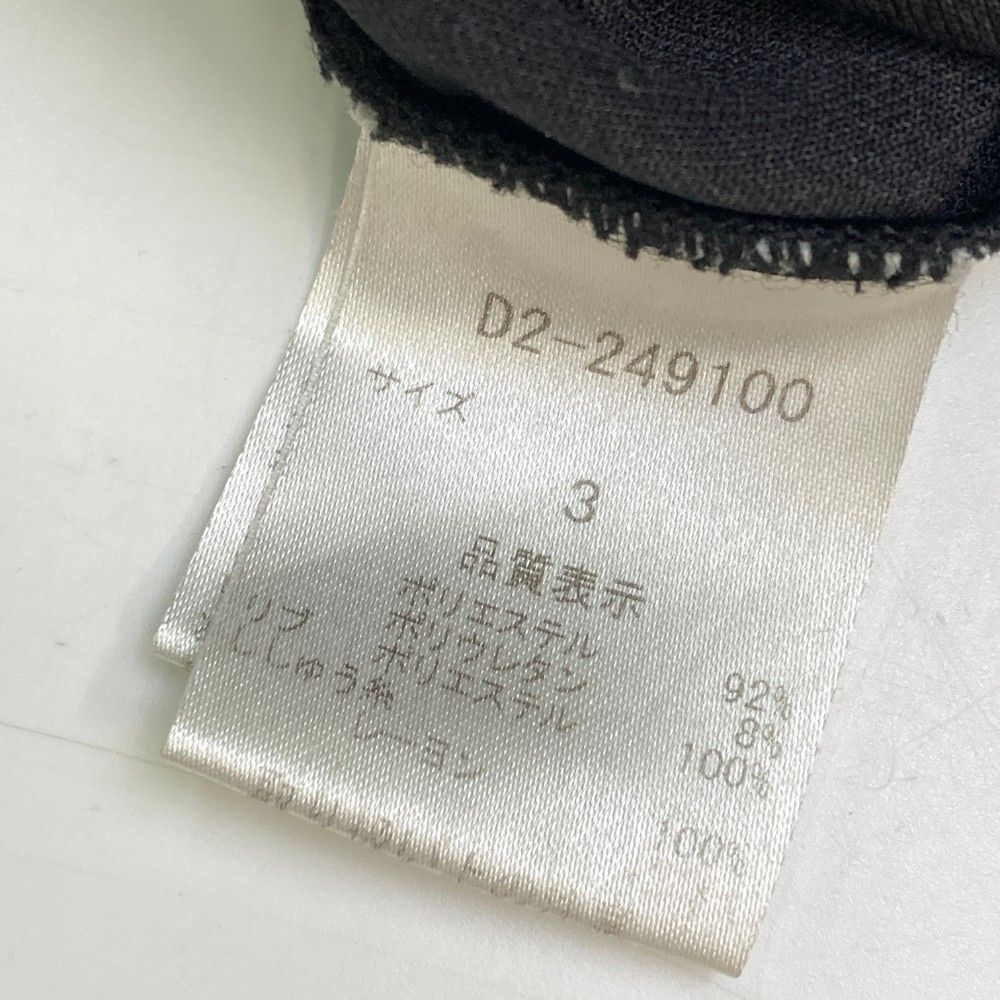 D2-249100
サイズ
3
品質表示
ポリエステル 92%
ポリウレタン 8%
リブ ポリエステル 100%
ししゅう糸
レーヨン 100%